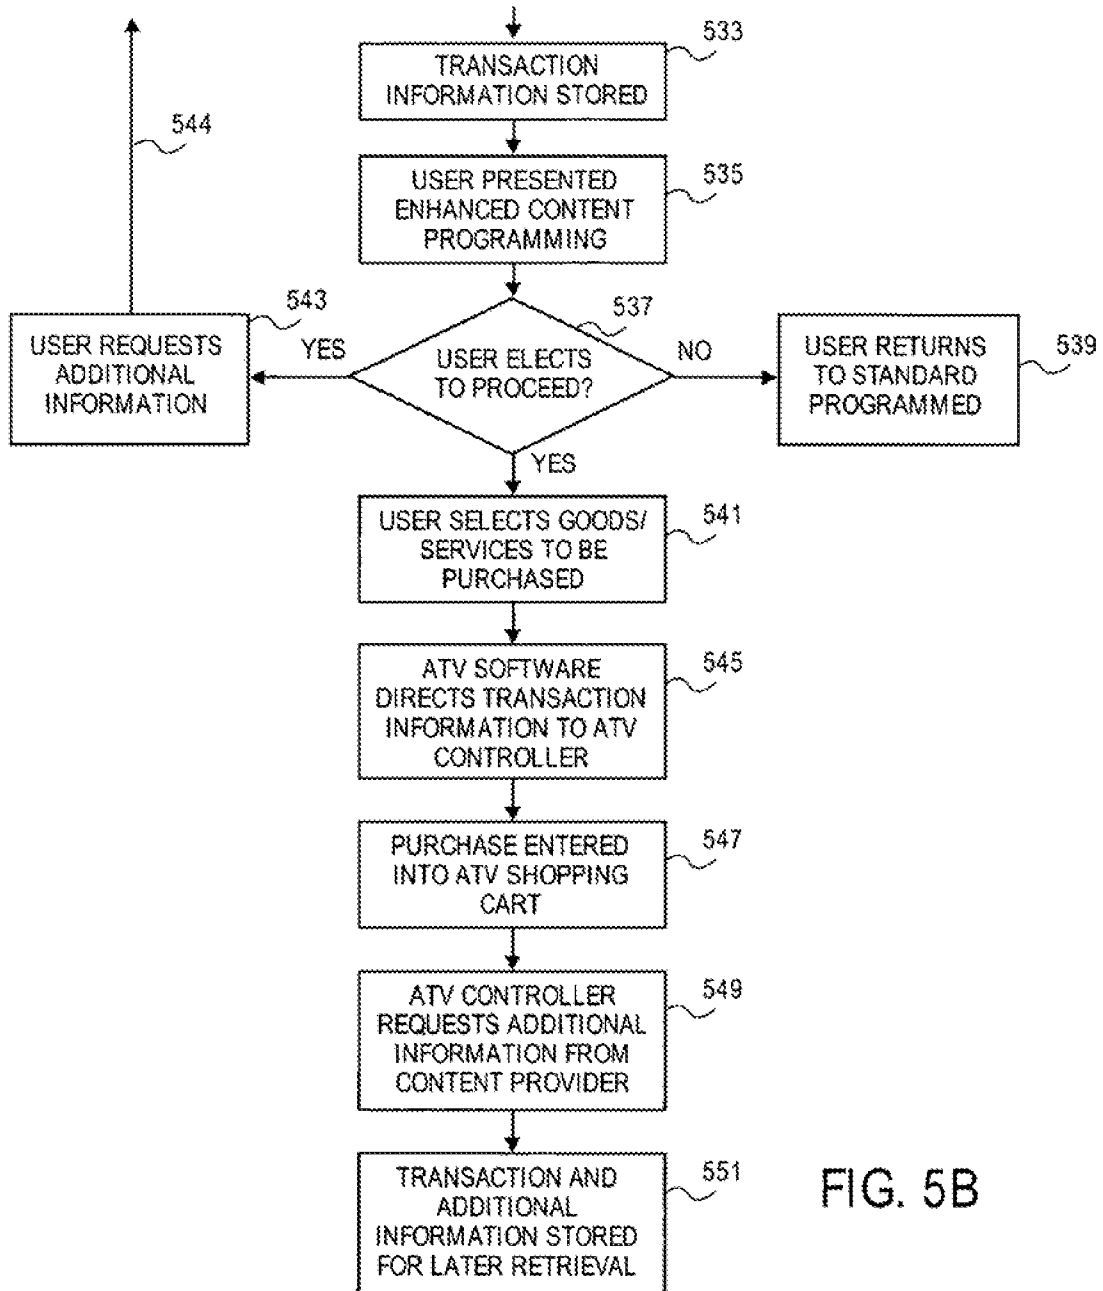 533
TRANSACTION
INFORMATION STORED
544
535
USER PRESENTED
ENHANCED CONTENT
PROGRAMMING
543
537
USER REQUESTS
ADDITIONAL
INFORMATION
YES
USER ELECTS
TO PROCEED?
NO
USER RETURNS
TO STANDARD
PROGRAMMED
539
YES
USER SELECTS GOODS/
SERVICES TO BE
PURCHASED
541
ATV SOFTWARE
DIRECTS TRANSACTION
INFORMATION TO ATV
CONTROLLER
545
PURCHASE ENTERED
INTO ATV SHOPPING
CART
547
ATV CONTROLLER
REQUESTS ADDITIONAL
INFORMATION FROM
CONTENT PROVIDER
549
TRANSACTION AND
ADDITIONAL
INFORMATION STORED
FOR LATER RETRIEVAL
551
FIG. 5B